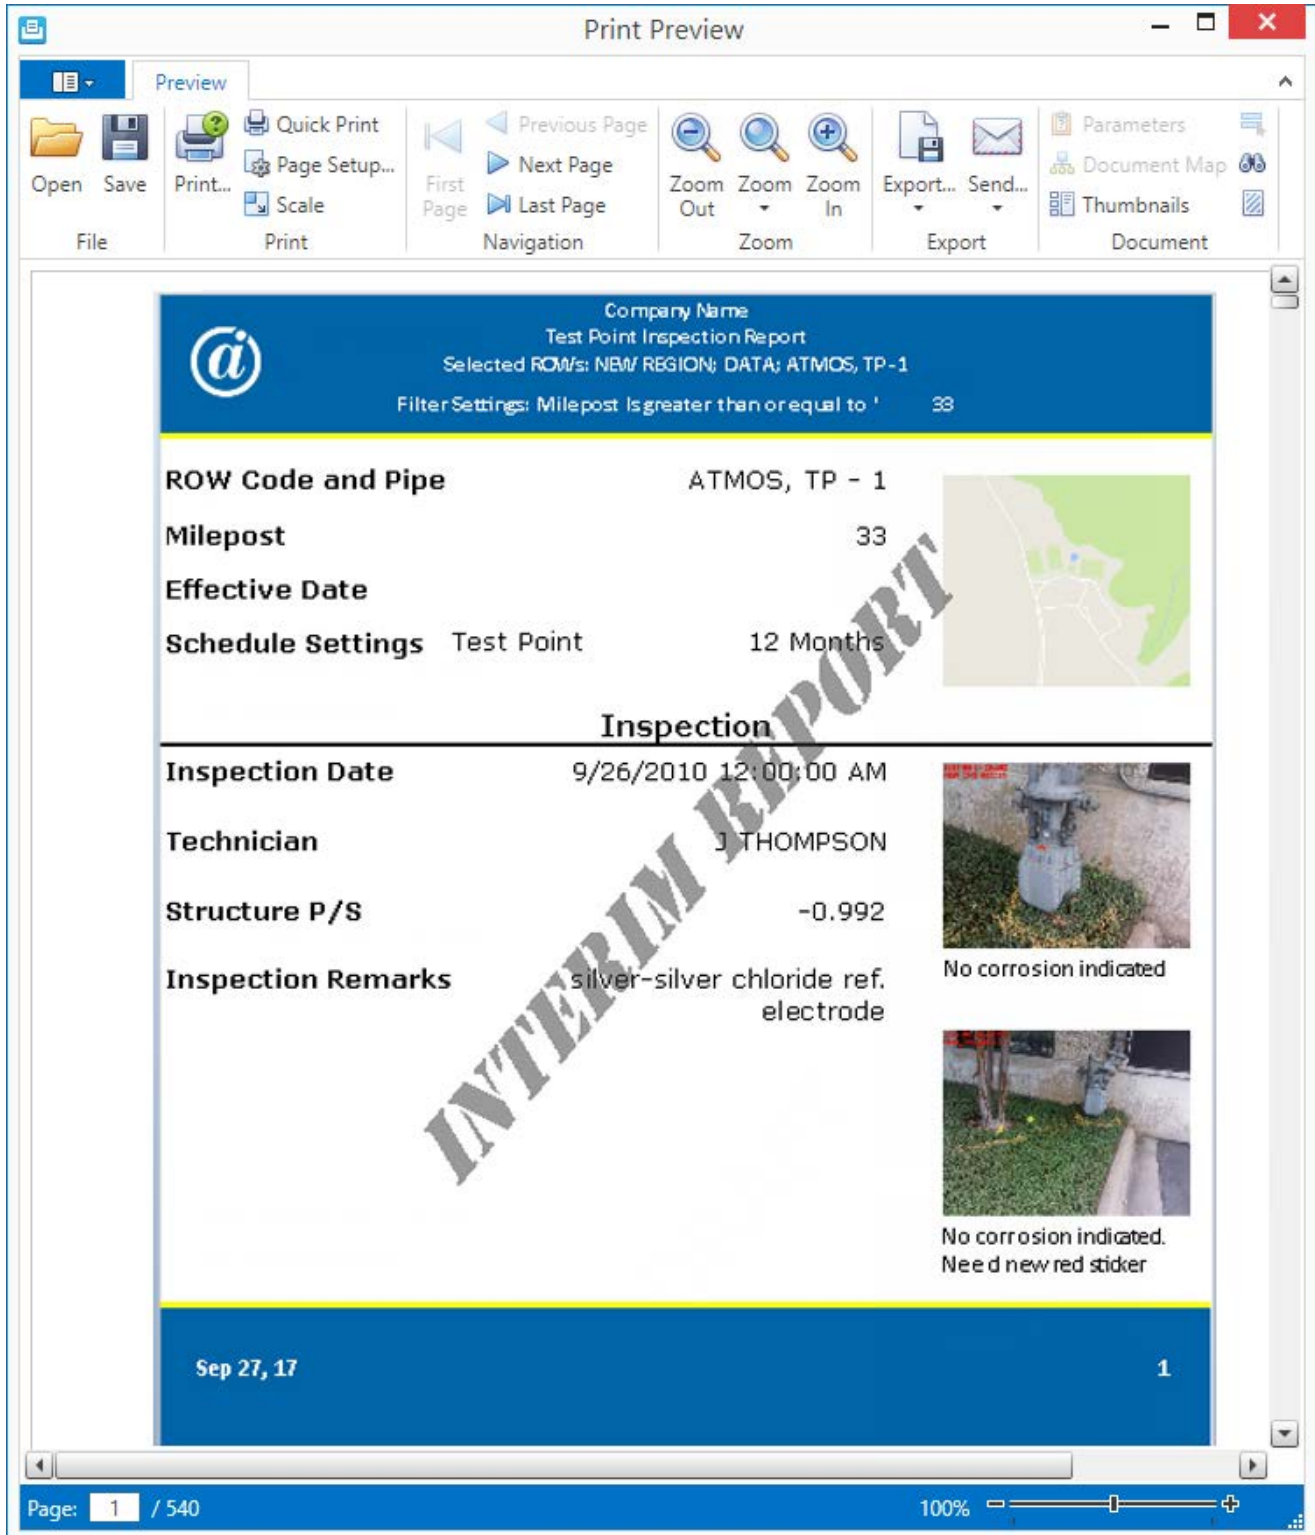 Print Preview
Preview
Open
Save
Print...
Quick Print
Page Setup...
Scale
First
Page
Previous Page
Next Page
Last Page
Zoom
Out
Zoom
Zoom
In
Export...
Send...
Parameters
Document Map
Thumbnails
File
Print
Navigation
Zoom
Export
Document
@
Company Name
Test Point Inspection Report
Selected ROWs: NEW REGION; DATA; ATMOS, TP-1
Filter Settings: Milepost Is greater than or equal to ' 33
ROW Code and Pipe ATMOS, TP - 1
Milepost 33
Effective Date
Schedule Settings Test Point 12 Months
INTERIM REPORT
Inspection
Inspection Date 9/26/2010 12:00:00 AM
Technician J THOMPSON
Structure P/S -0.992
Inspection Remarks silver-silver chloride ref.
electrode
No corrosion indicated
No corrosion indicated.
Need new red sticker
Sep 27, 17 1
Page: 1 / 540 100%